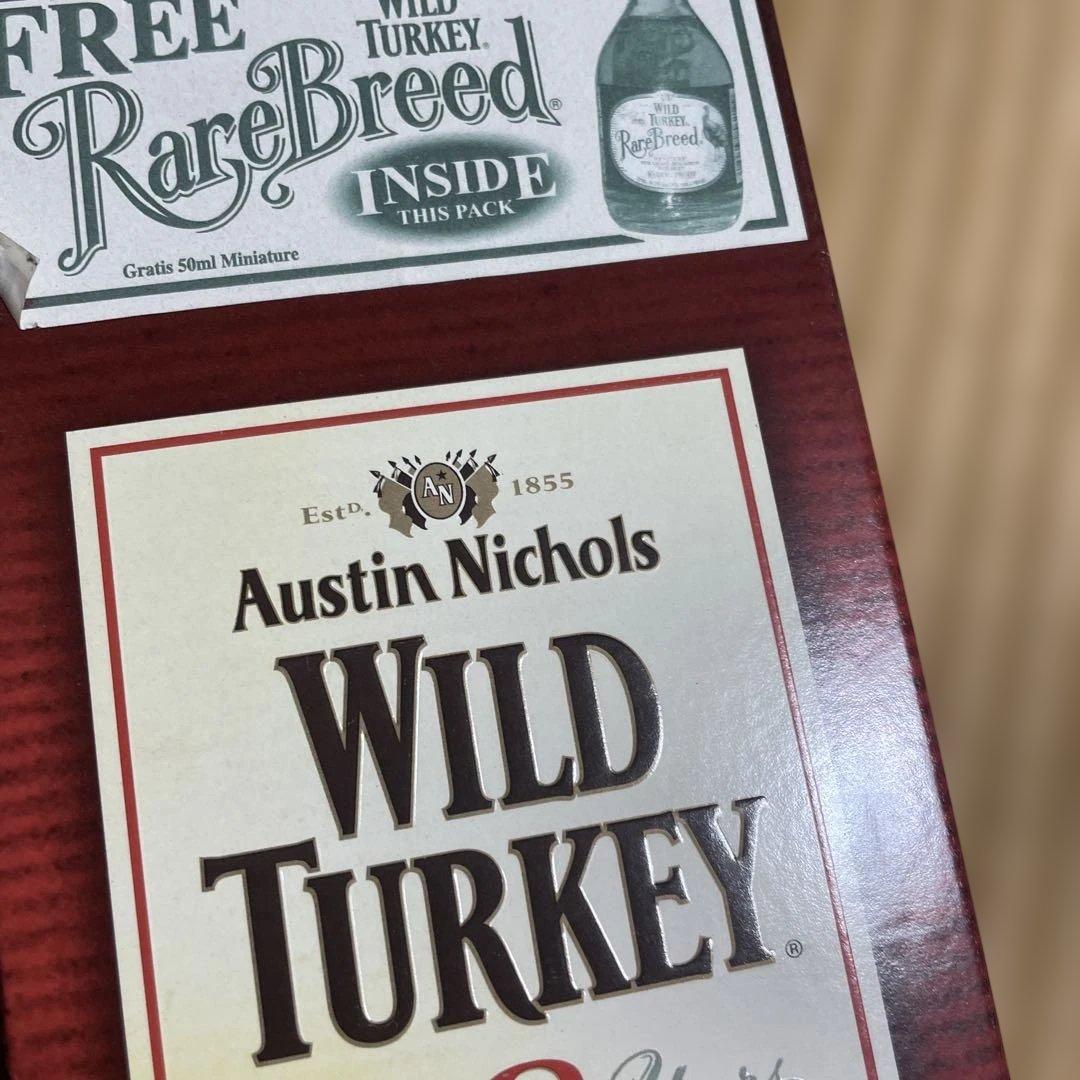 FREE
WILD
TURKEY®
RareBreed®
INSIDE
THIS PACK
Gratis 50ml Miniature
WILD
TURKEY
RareBreed
AN
EstD. 1855
Austin Nichols
WILD
TURKEY®
Years